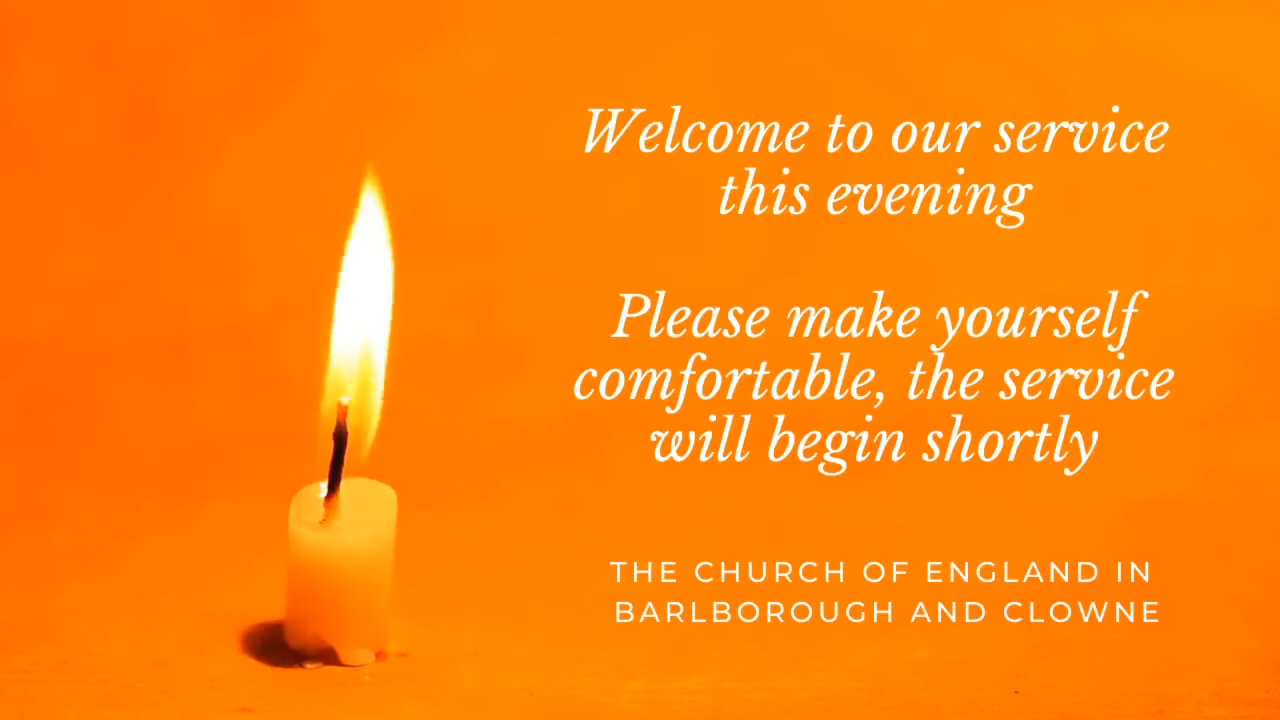 Welcome to our service
this evening
Please make yourself
comfortable, the service
will begin shortly
THE CHURCH OF ENGLAND IN
BARLBOROUGH AND CLOWNE